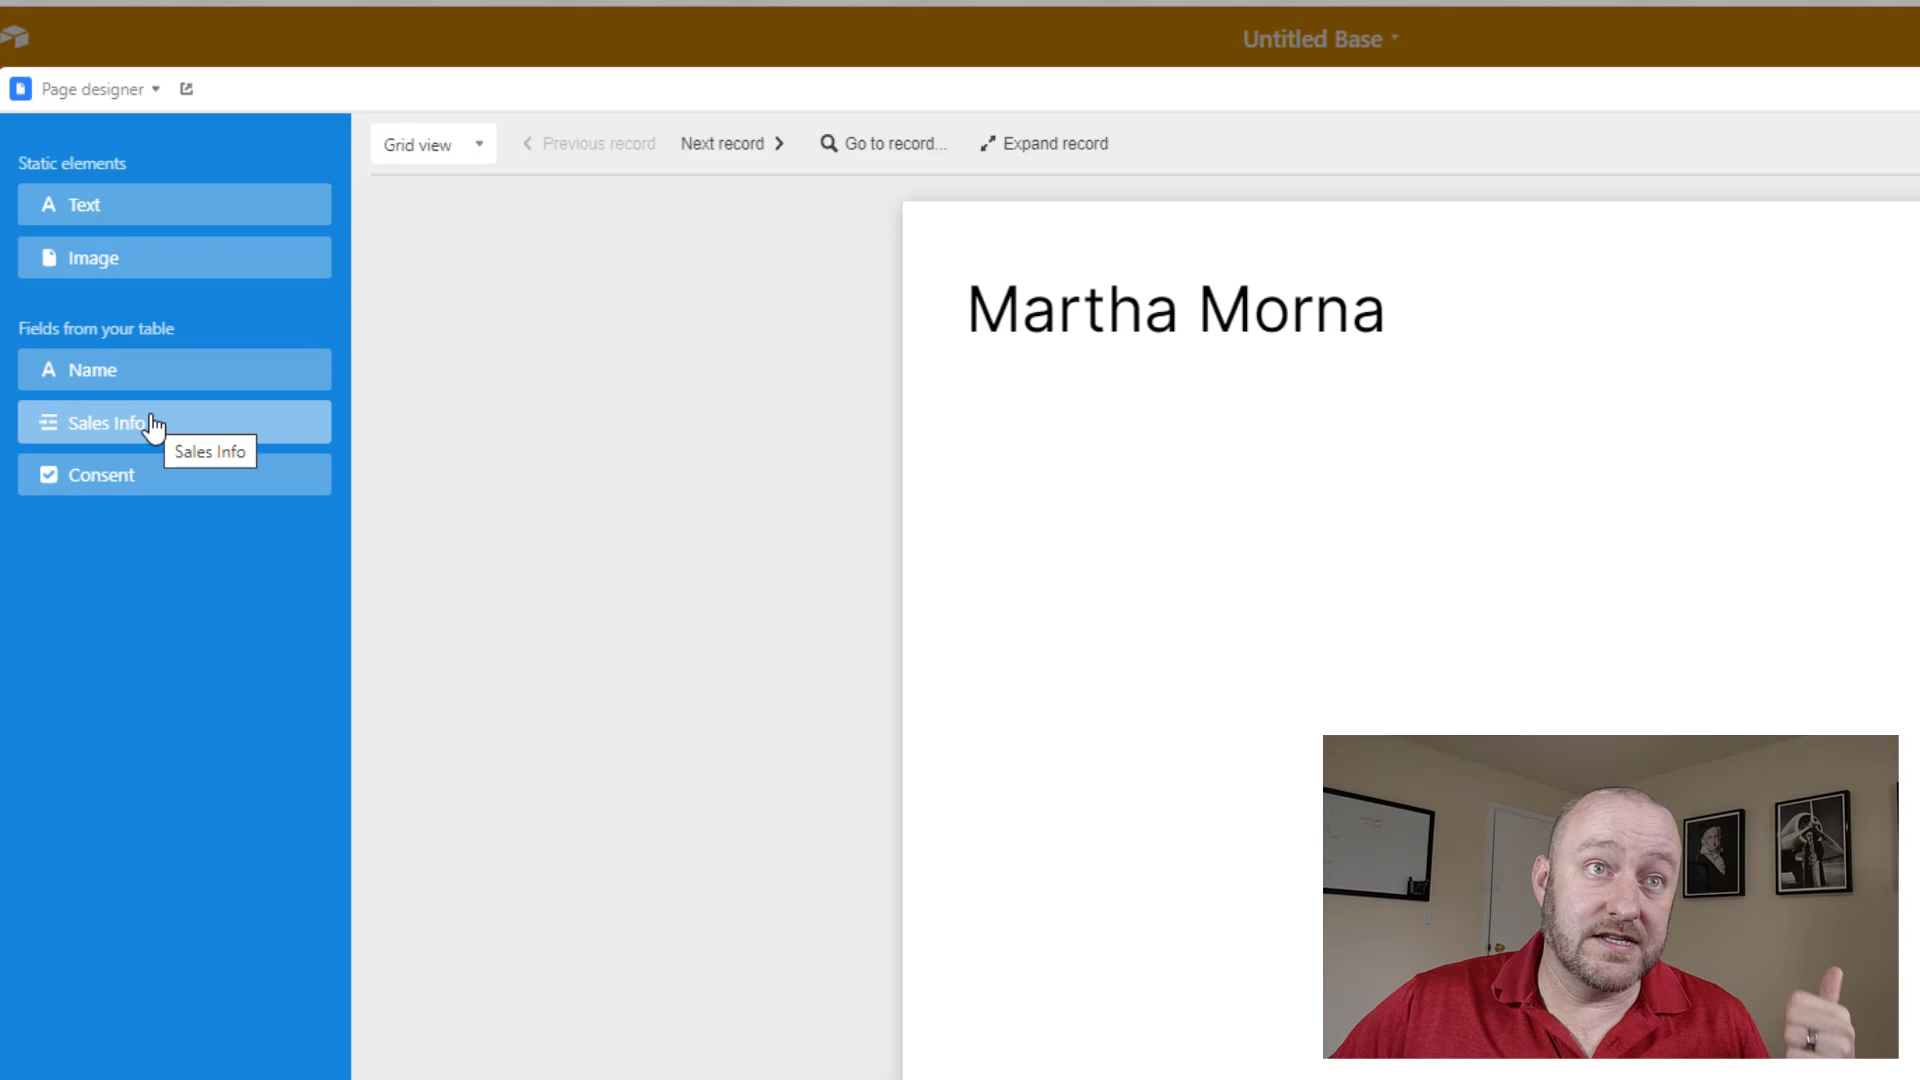 Untitled Base
Page designer
Static elements
Text
Image
Fields from your table
Name
Sales Info
Sales Info
Consent
Grid view
Previous record
Next record
Go to record...
Expand record
Martha Morna